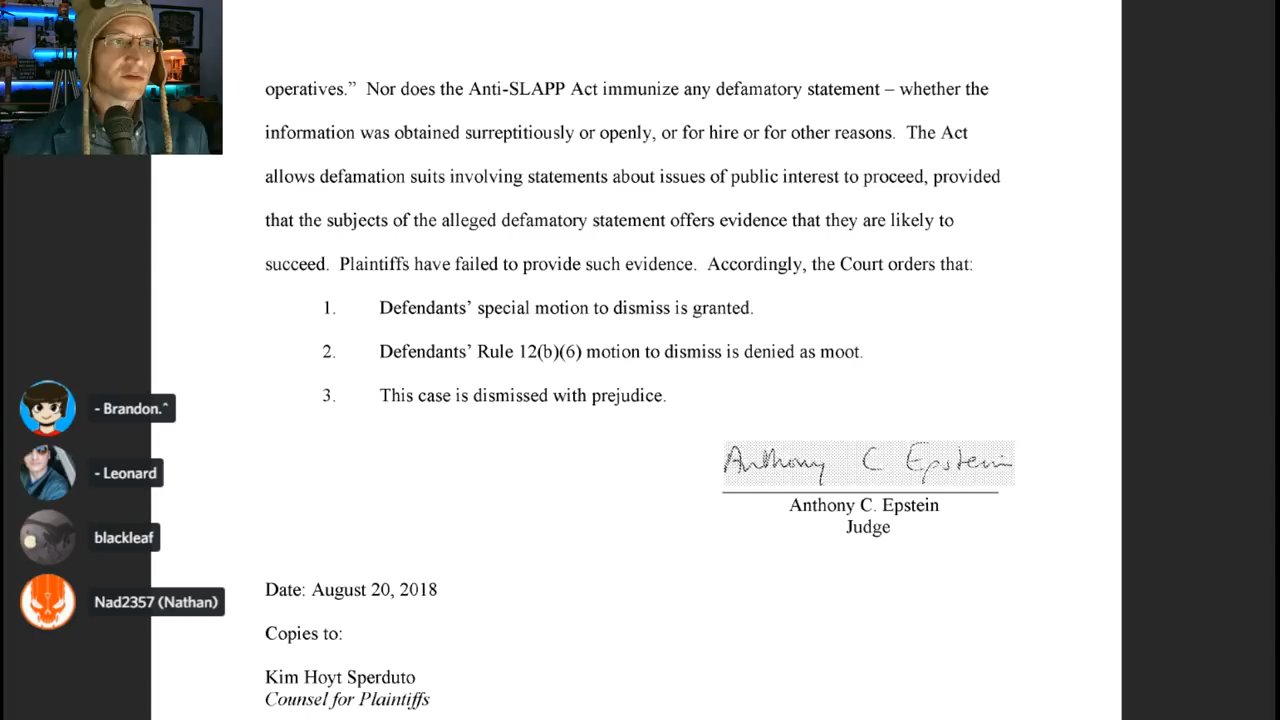 operatives.” Nor does the Anti-SLAPP Act immunize any defamatory statement – whether the
information was obtained surreptitiously or openly, or for hire or for other reasons. The Act
allows defamation suits involving statements about issues of public interest to proceed, provided
that the subjects of the alleged defamatory statement offers evidence that they are likely to
succeed. Plaintiffs have failed to provide such evidence. Accordingly, the Court orders that:
1. Defendants’ special motion to dismiss is granted.
2. Defendants’ Rule 12(b)(6) motion to dismiss is denied as moot.
3. This case is dismissed with prejudice.
Anthony C Epstein
Anthony C. Epstein
Judge
Date: August 20, 2018
Copies to:
Kim Hoyt Sperduto
Counsel for Plaintiffs
- Brandon.^
- Leonard
blackleaf
Nad2357 (Nathan)